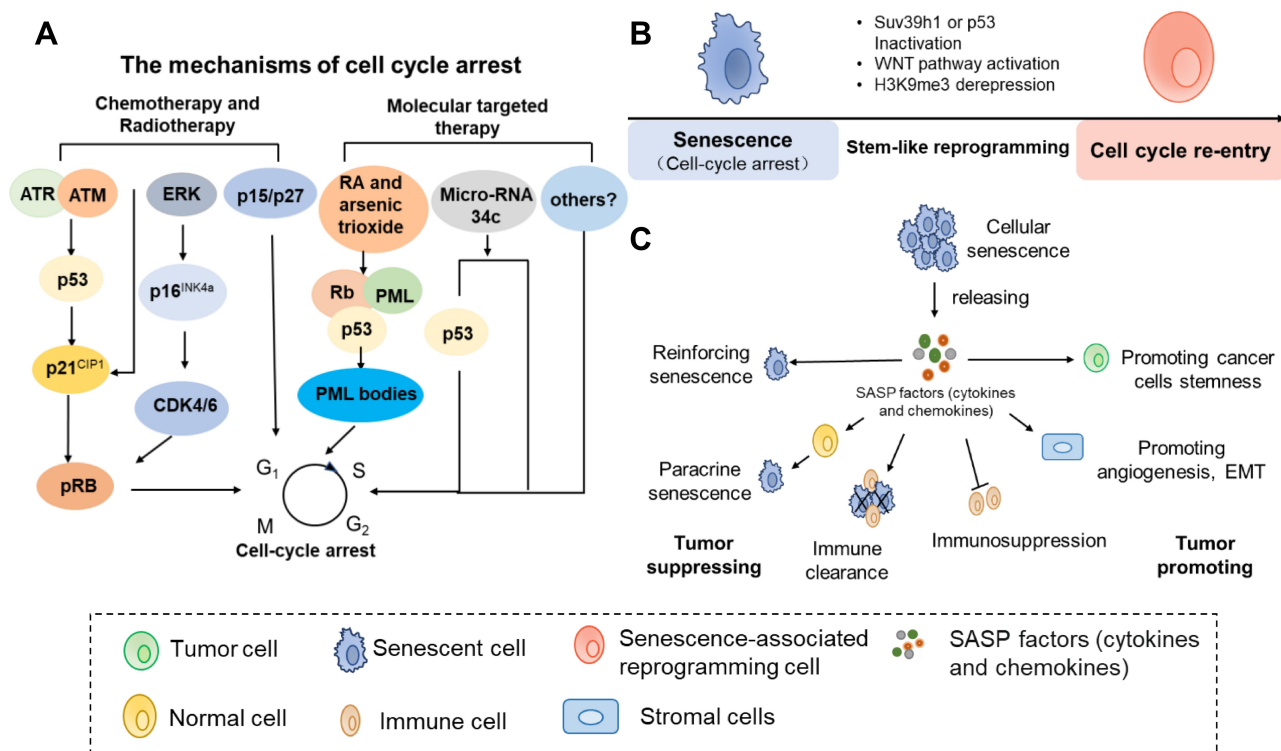 A
The mechanisms of cell cycle arrest
Chemotherapy and
Radiotherapy
Molecular targeted
therapy
ATR
ATM
ERK
p15/p27
RA and
arsenic
trioxide
Micro-RNA
34c
others?
p53
p16INK4a
Rb
PML
p53
p53
p21CIP1
CDK4/6
PML bodies
pRB
G1
S
M
G2
Cell-cycle arrest
B
• Suv39h1 or p53
Inactivation
• WNT pathway activation
• H3K9me3 derepression
Senescence
（Cell-cycle arrest）
Stem-like reprogramming
Cell cycle re-entry
C
Cellular
senescence
releasing
Reinforcing
senescence
SASP factors (cytokines
and chemokines)
Promoting cancer
cells stemness
Paracrine
senescence
Promoting
angiogenesis, EMT
Immune
clearance
Immunosuppression
Tumor
suppressing
Tumor
promoting
Tumor cell
Senescent cell
Senescence-associated
reprogramming cell
SASP factors (cytokines
and chemokines)
Normal cell
Immune cell
Stromal cells